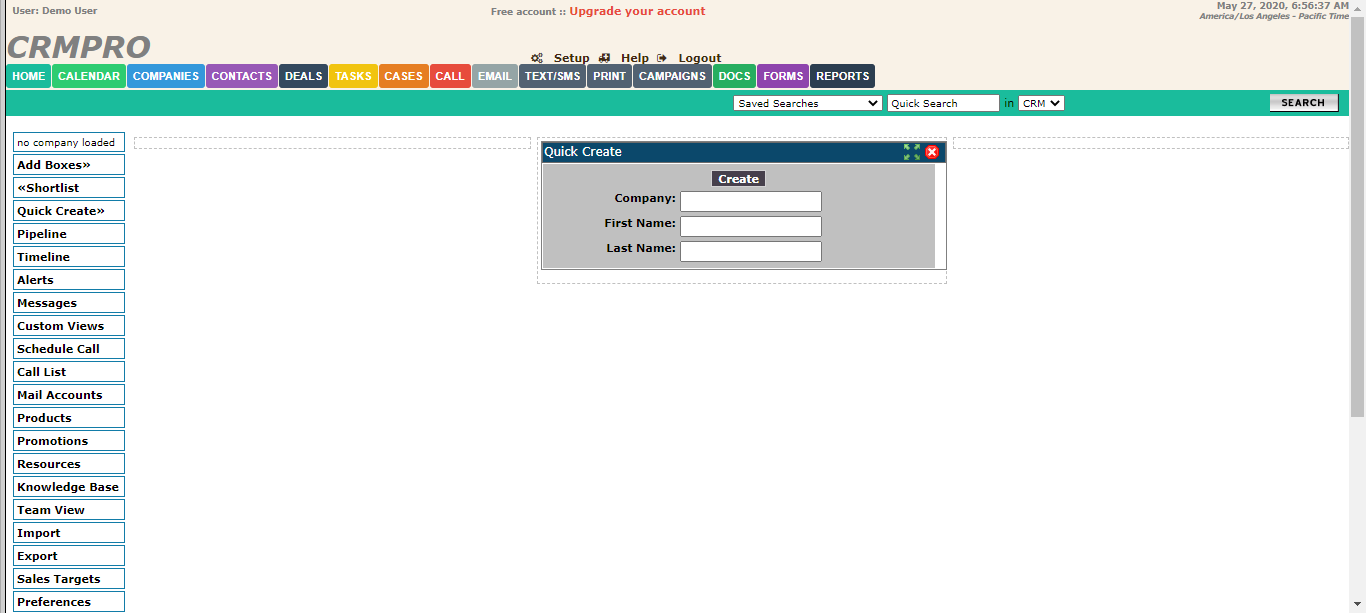 User: Demo User
Free account :: Upgrade your account
May 27, 2020, 6:56:37 AM
America/Los Angeles - Pacific Time
CRMPRO
Setup Help Logout
HOME CALENDAR COMPANIES CONTACTS DEALS TASKS CASES CALL EMAIL TEXT/SMS PRINT CAMPAIGNS DOCS FORMS REPORTS
Saved Searches Quick Search in CRM SEARCH
no company loaded
Add Boxes»
«Shortlist
Quick Create»
Pipeline
Timeline
Alerts
Messages
Custom Views
Schedule Call
Call List
Mail Accounts
Products
Promotions
Resources
Knowledge Base
Team View
Import
Export
Sales Targets
Preferences
Quick Create
Create
Company:
First Name:
Last Name: